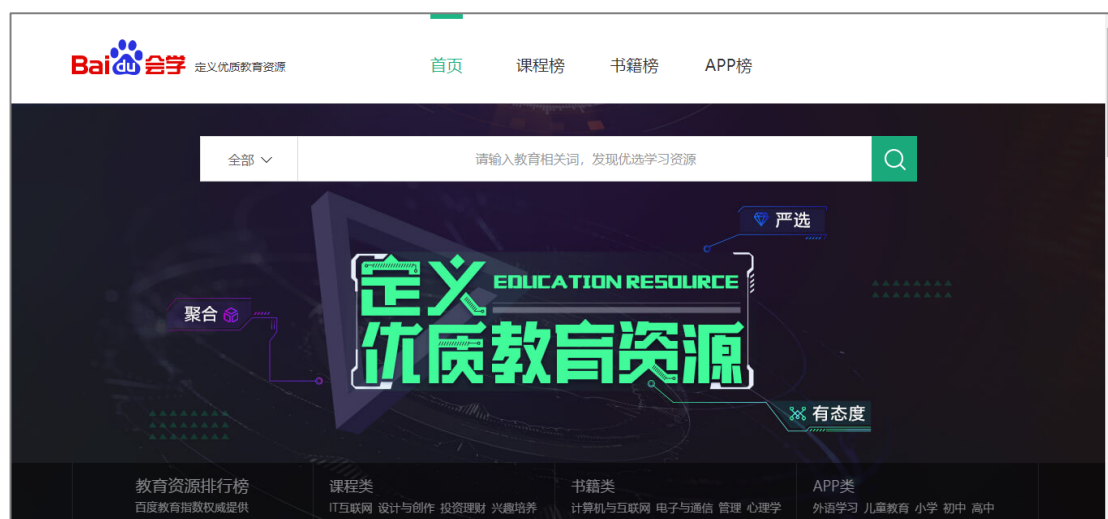 Bai du 会学 定义优质教育资源
首页 课程榜 书籍榜 APP榜
全部 请输入教育相关词，发现优选学习资源
严选
定义 EDUCATION RESOURCE
聚合
优质教育资源
有态度
教育资源排行榜 课程类 书籍类 APP类
百度教育指数权威提供 IT互联网 设计与创作 投资理财 兴趣培养 计算机与互联网 电子与通信 管理 心理学 外语学习 儿童教育 小学 初中 高中